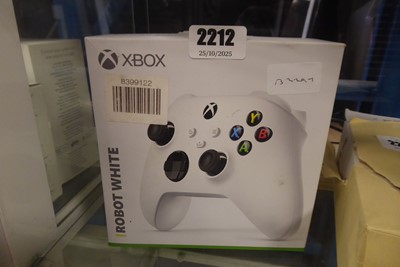 2212
25/10/2025
XBOX
8399122
ROBOT WHITE
Y
X
B
A